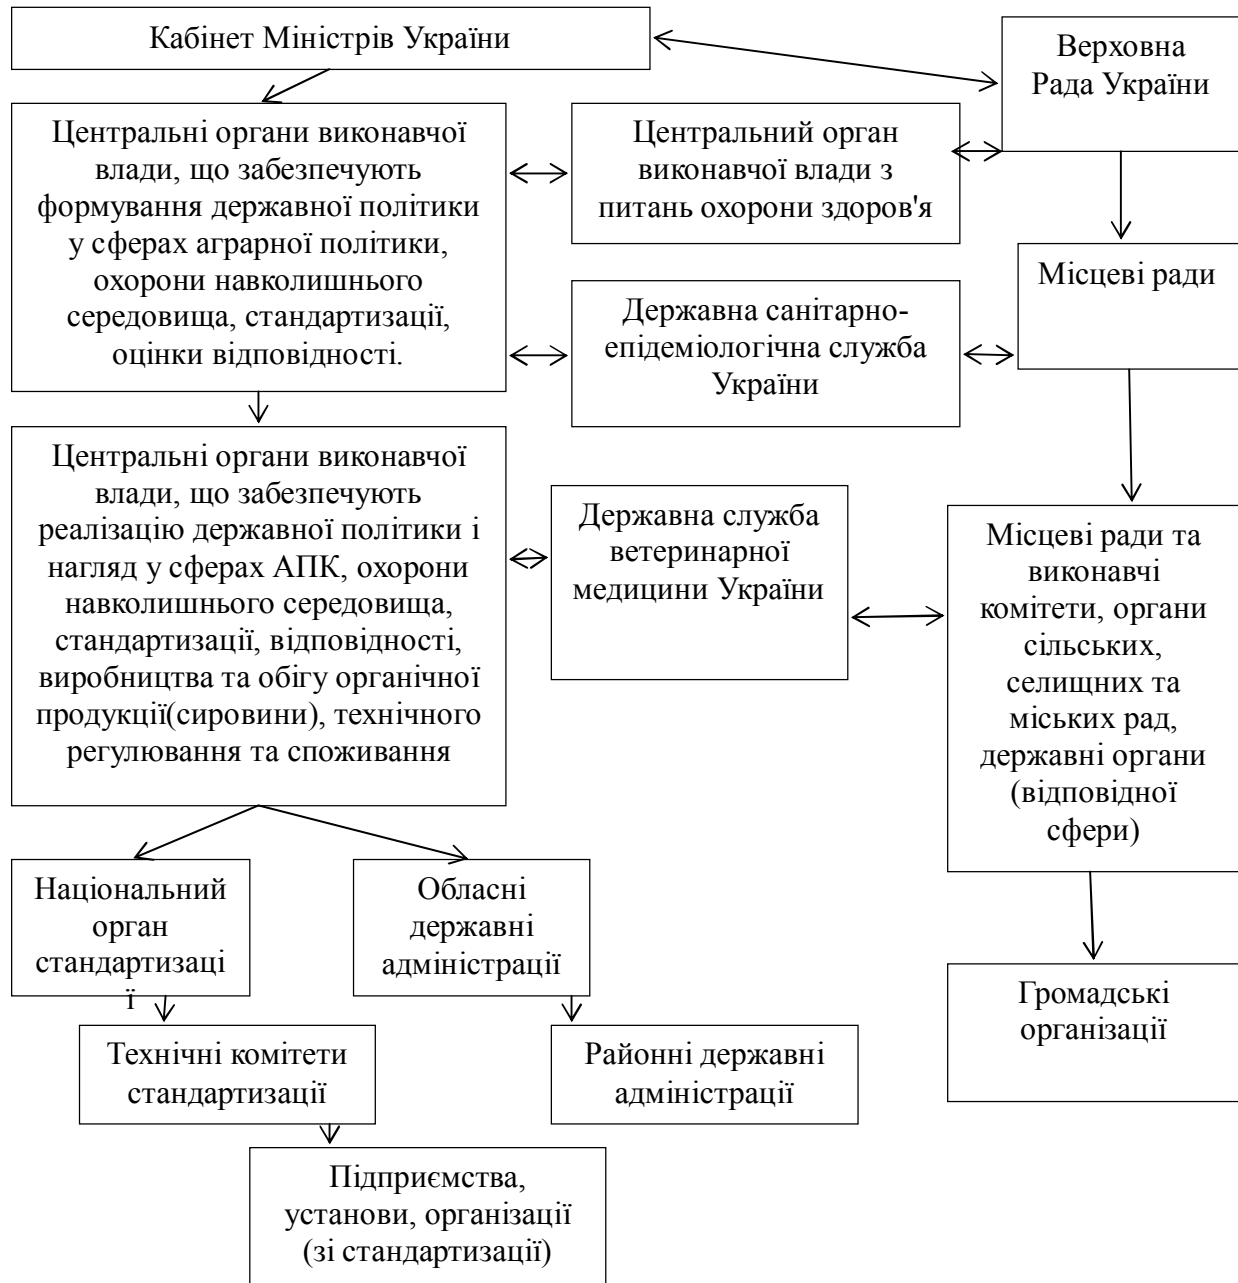 Кабінет Міністрів України
Верховна
Рада України
Центральні органи виконавчої
влади, що забезпечують
формування державної політики
у сферах аграрної політики,
охорони навколишнього
середовища, стандартизації,
оцінки відповідності.
Центральний орган
виконавчої влади з
питань охорони здоров'я
Місцеві ради
Державна санітарно-
епідеміологічна служба
України
Центральні органи виконавчої
влади, що забезпечують
реалізацію державної політики і
нагляд у сферах АПК, охорони
навколишнього середовища,
стандартизації, відповідності,
виробництва та обігу органічної
продукції(сировини), технічного
регулювання та споживання
Державна служба
ветеринарної
медицини України
Місцеві ради та
виконавчі
комітети, органи
сільських,
селищних та
міських рад,
державні органи
(відповідної
сфери)
Національний
орган
стандартизаці
ї
Обласні
державні
адміністрації
Громадські
організації
Технічні комітети
стандартизації
Районні державні
адміністрації
Підприємства,
установи, організації
(зі стандартизації)